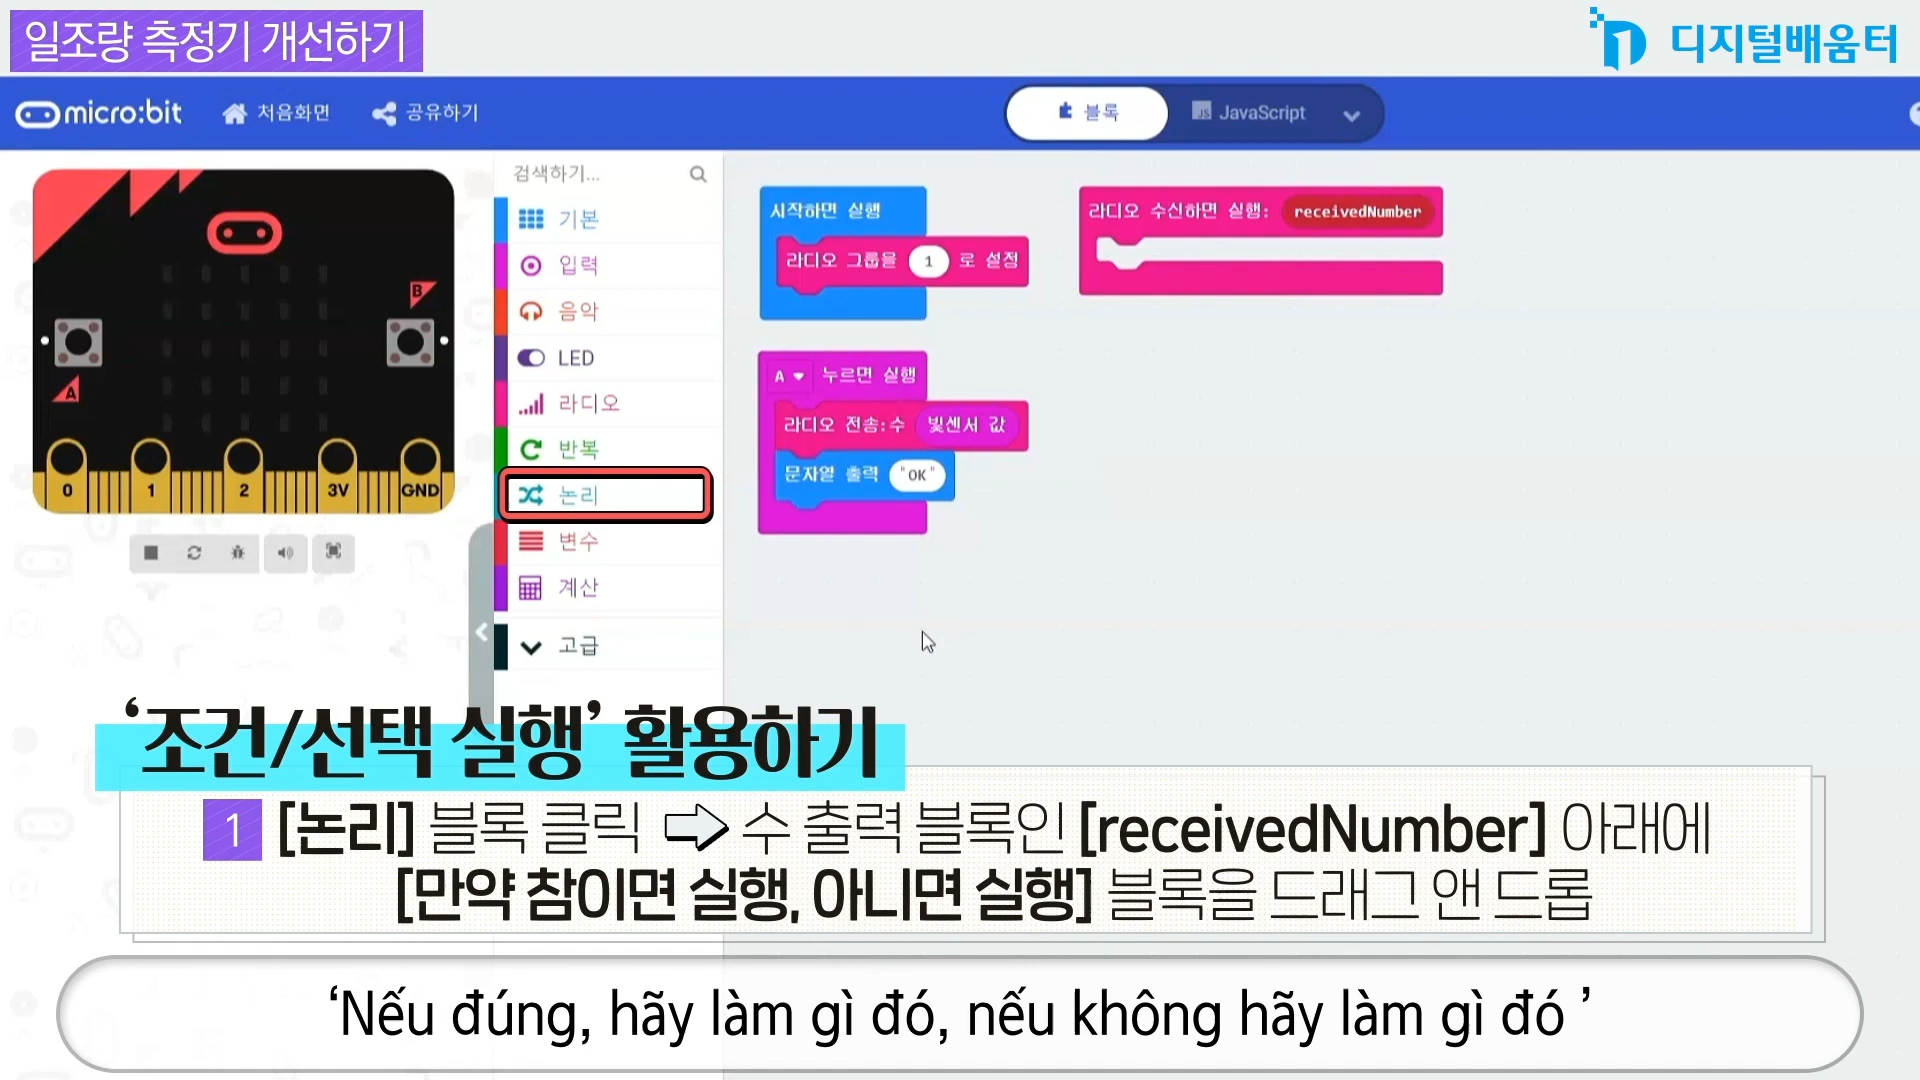 일조량 측정기 개선하기
디지털배움터
micro:bit
처음화면
공유하기
블록
JavaScript
검색하기...
기본
입력
음악
LED
라디오
반복
논리
변수
계산
고급
B
A
0
1
2
3V
GND
시작하면 실행
라디오 그룹을 1 로 설정
라디오 수신하면 실행: receivedNumber
A 누르면 실행
라디오 전송:수 빛센서 값
문자열 출력 "OK"
‘조건/선택 실행’ 활용하기
1 [논리] 블록 클릭 ⇨ 수 출력 블록인 [receivedNumber] 아래에
[만약 참이면 실행, 아니면 실행] 블록을 드래그 앤 드롭
‘Nếu đúng, hãy làm gì đó, nếu không hãy làm gì đó ’